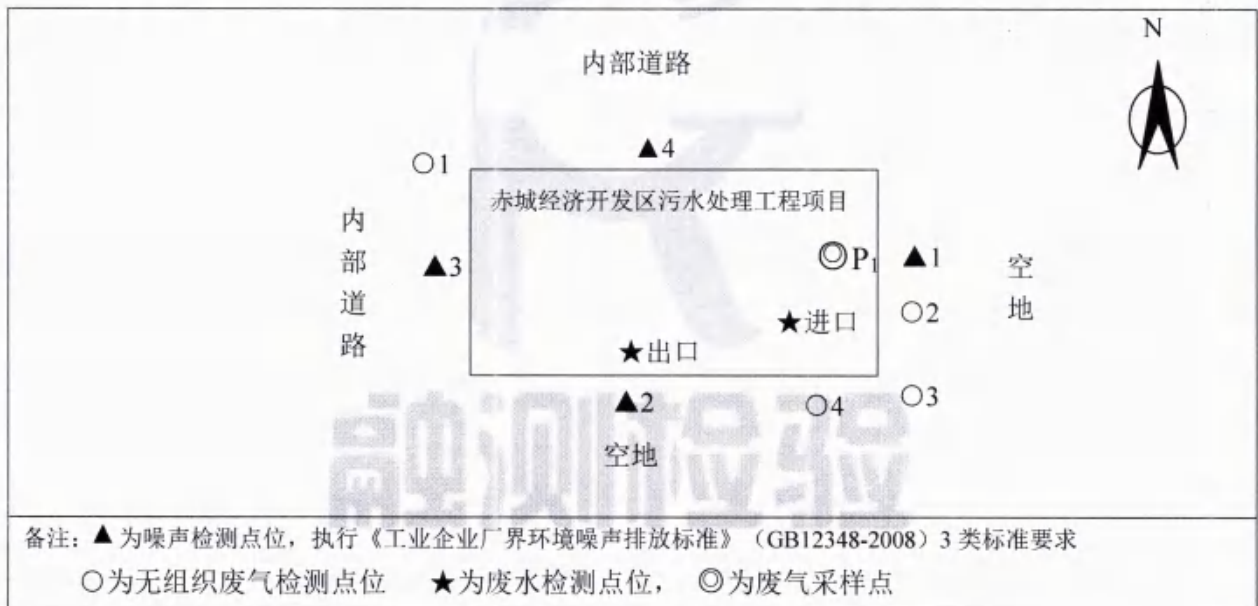 N
内部道路
○1
▲4
赤城经济开发区污水处理工程项目
内部道路
▲3
◎P1
▲1
空地
○2
★进口
★出口
▲2
○4
○3
空地
融测检验
备注：▲为噪声检测点位，执行《工业企业厂界环境噪声排放标准》（GB12348-2008）3 类标准要求
○为无组织废气检测点位 ★为废水检测点位， ◎为废气采样点